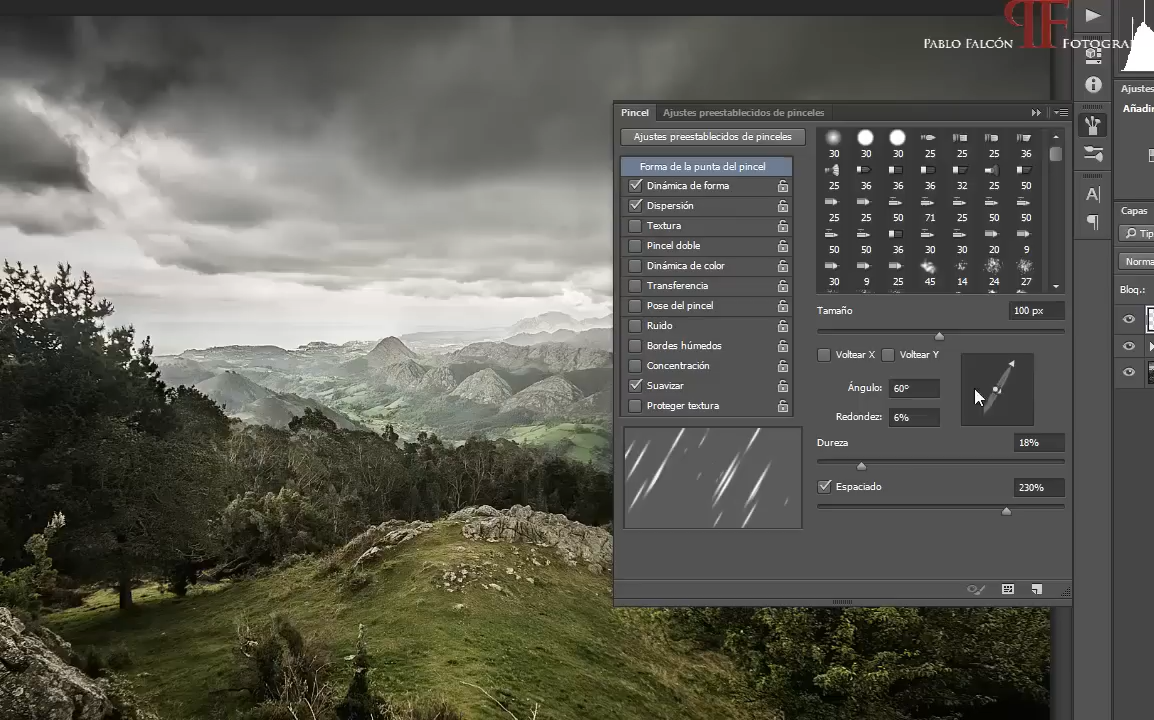 PABLO FALCÓN
FOTOGRA
Pincel
Ajustes preestablecidos de pinceles
Ajustes preestablecidos de pinceles
Forma de la punta del pincel
Dinámica de forma
Dispersión
Textura
Pincel doble
Dinámica de color
Transferencia
Pose del pincel
Ruido
Bordes húmedos
Concentración
Suavizar
Proteger textura
30 30 30 25 25 25 36
25 36 36 36 32 25 50
25 25 50 71 25 50 50
50 50 36 30 30 20 9
30 9 25 45 14 24 27
Tamaño
100 px
Voltear X
Voltear Y
Ángulo:
60°
Redondez:
6%
Dureza
18%
Espaciado
230%
Ajustes
Añadir
A
Capas
Tip
Norma
Bloq.: